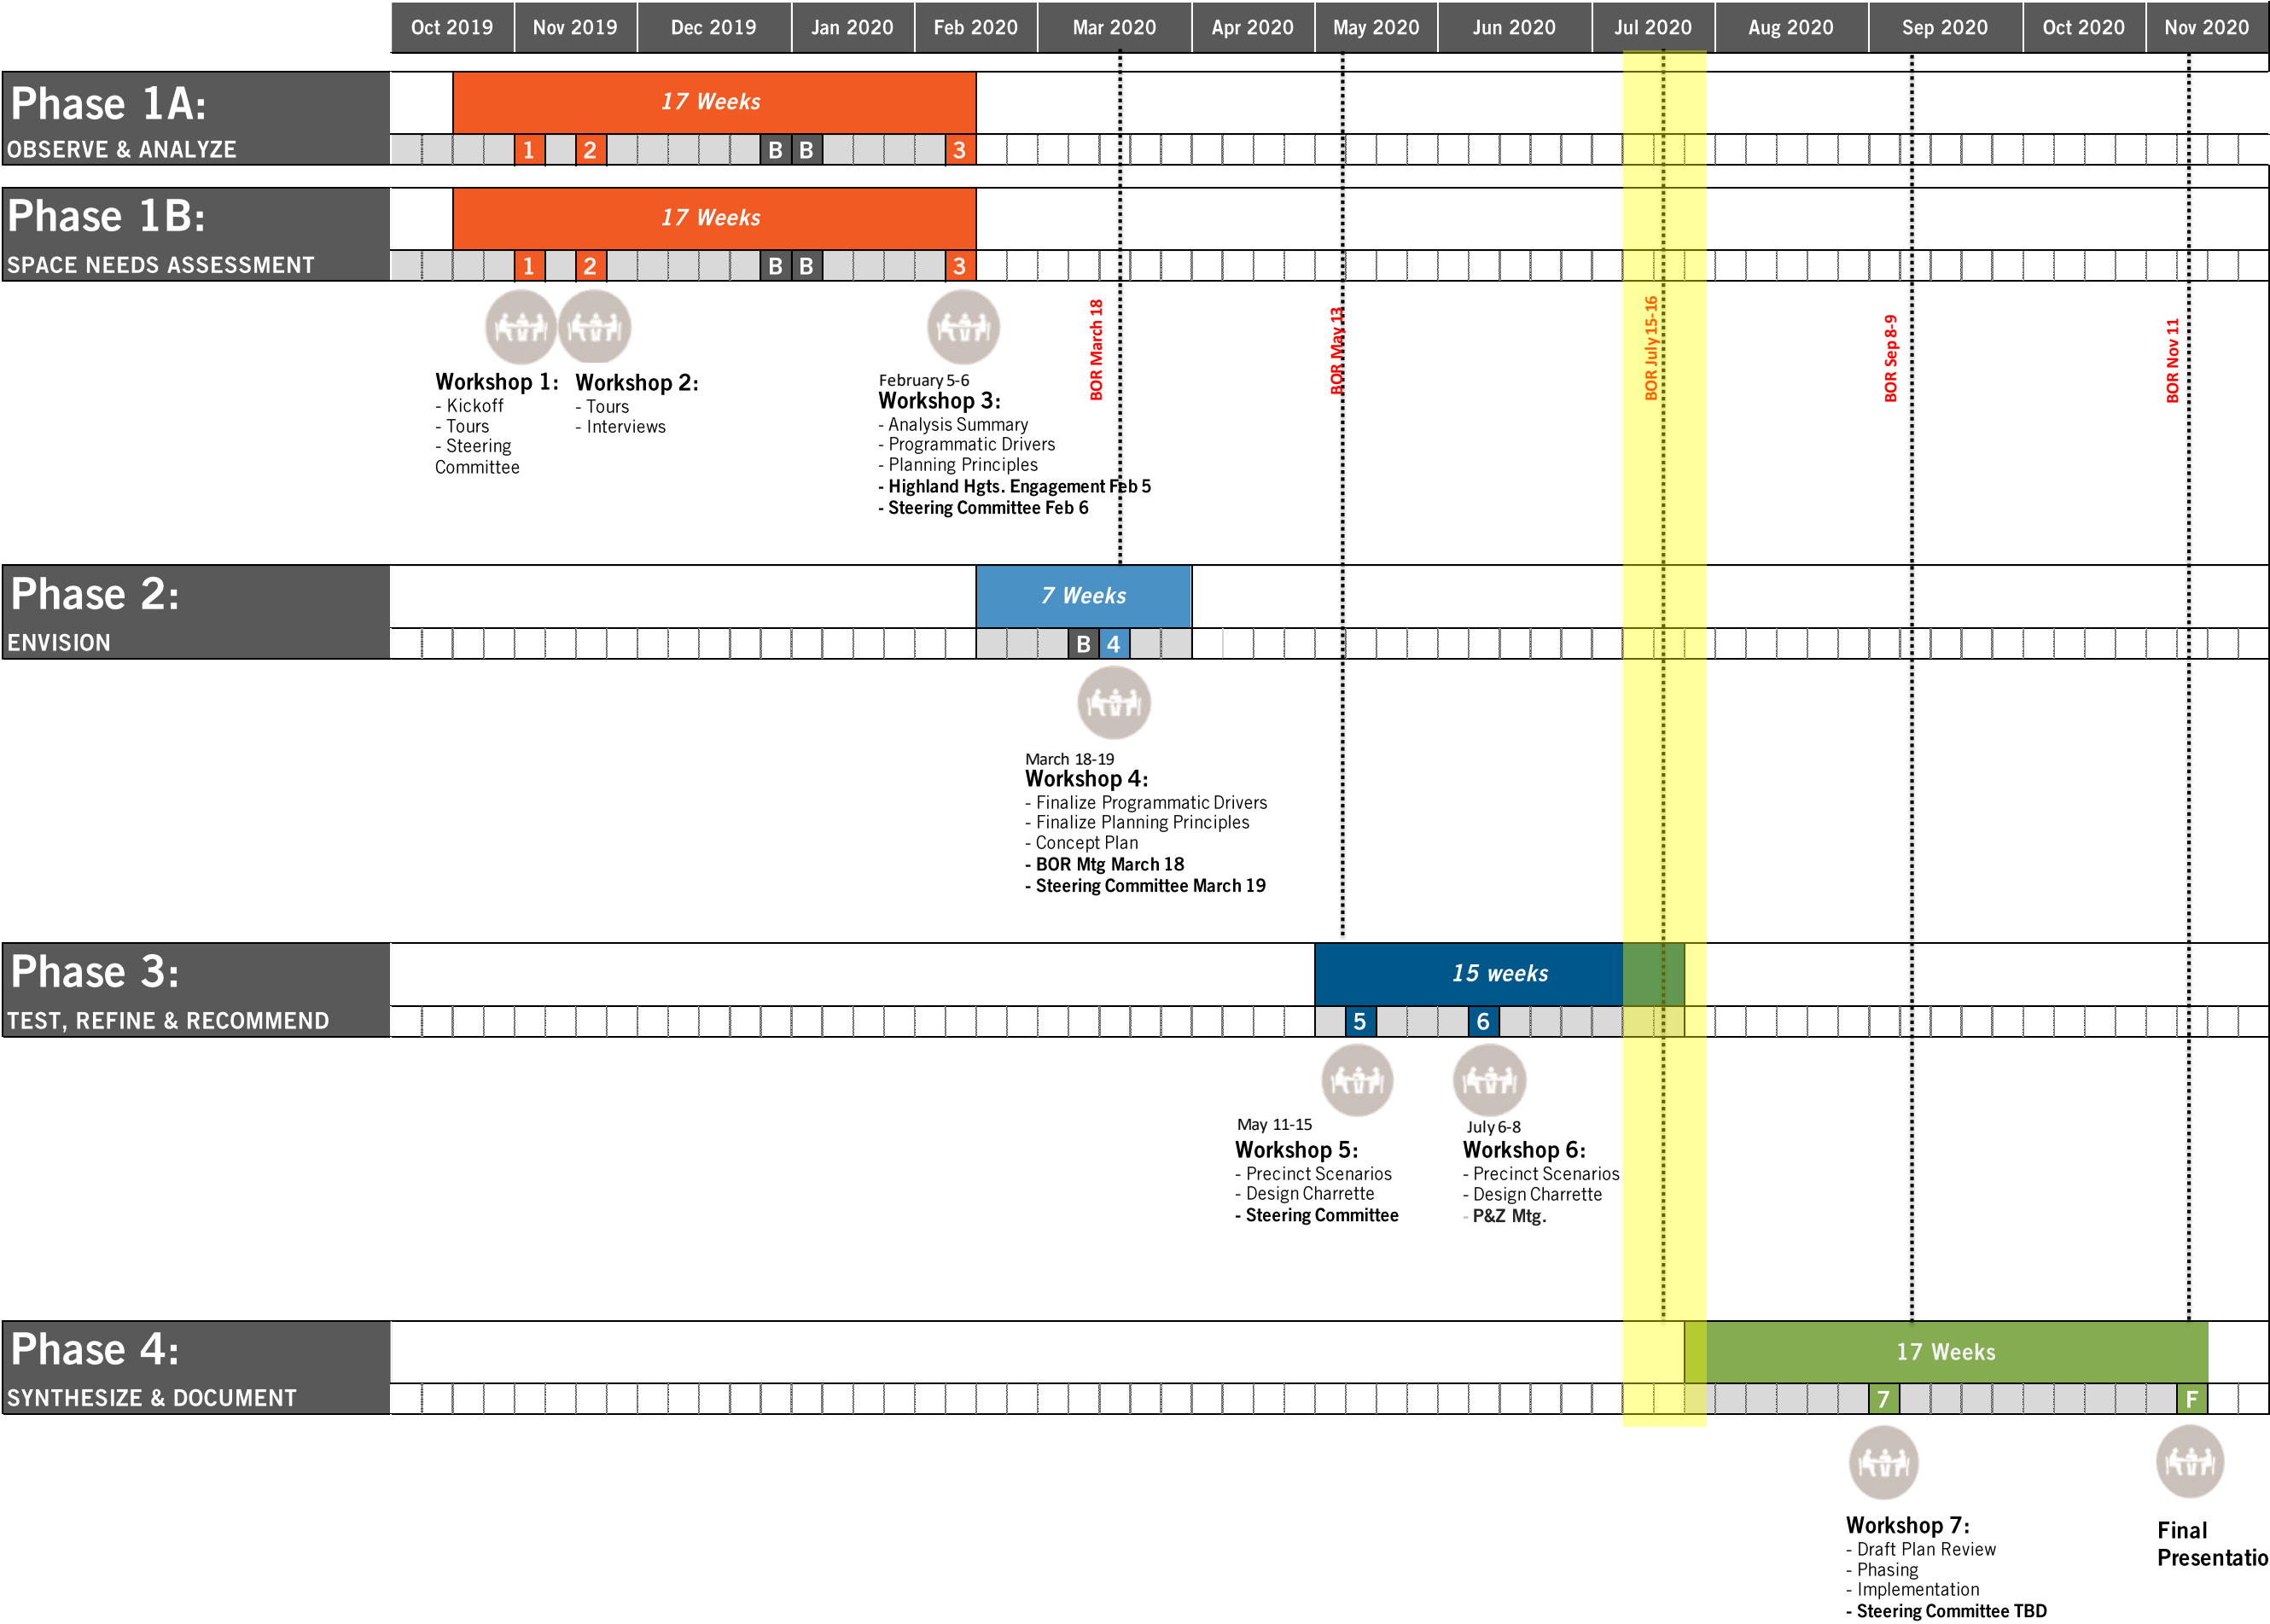 Oct 2019 Nov 2019 Dec 2019 Jan 2020 Feb 2020 Mar 2020 Apr 2020 May 2020 Jun 2020 Jul 2020 Aug 2020 Sep 2020 Oct 2020 Nov 2020
Phase 1A:
17 Weeks
OBSERVE & ANALYZE
1 2 B B 3
Phase 1B:
17 Weeks
SPACE NEEDS ASSESSMENT
1 2 B B 3
BOR March 18
BOR May 13
BOR July 15-16
BOR Sep 8-9
BOR Nov 11
Workshop 1:
- Kickoff
- Tours
- Steering
Committee
Workshop 2:
- Tours
- Interviews
February 5-6
Workshop 3:
- Analysis Summary
- Programmatic Drivers
- Planning Principles
- Highland Hgts. Engagement Feb 5
- Steering Committee Feb 6
Phase 2:
7 Weeks
ENVISION
B 4
March 18-19
Workshop 4:
- Finalize Programmatic Drivers
- Finalize Planning Principles
- Concept Plan
- BOR Mtg March 18
- Steering Committee March 19
Phase 3:
15 weeks
TEST, REFINE & RECOMMEND
5 6
May 11-15
Workshop 5:
- Precinct Scenarios
- Design Charrette
- Steering Committee
July 6-8
Workshop 6:
- Precinct Scenarios
- Design Charrette
- P&Z Mtg.
Phase 4:
17 Weeks
SYNTHESIZE & DOCUMENT
7 F
Workshop 7:
- Draft Plan Review
- Phasing
- Implementation
- Steering Committee TBD
Final
Presentatio